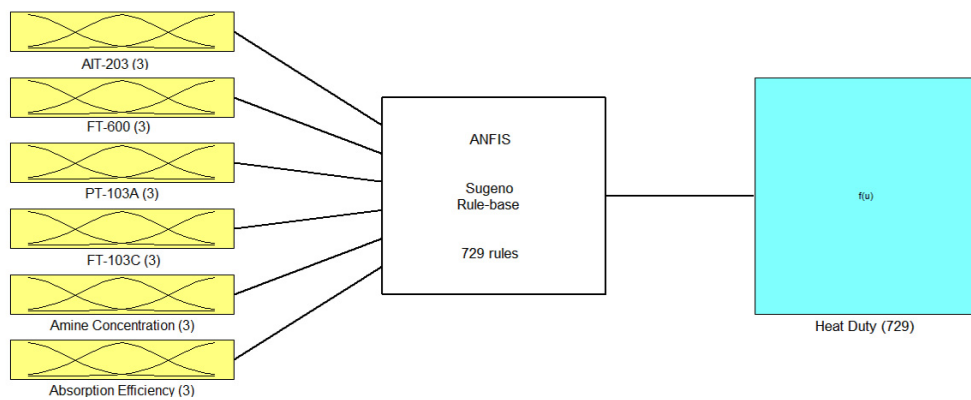 AIT-203 (3)
FT-600 (3)
PT-103A (3)
FT-103C (3)
Amine Concentration (3)
Absorption Efficiency (3)
ANFIS
Sugeno
Rule-base
729 rules
f(u)
Heat Duty (729)